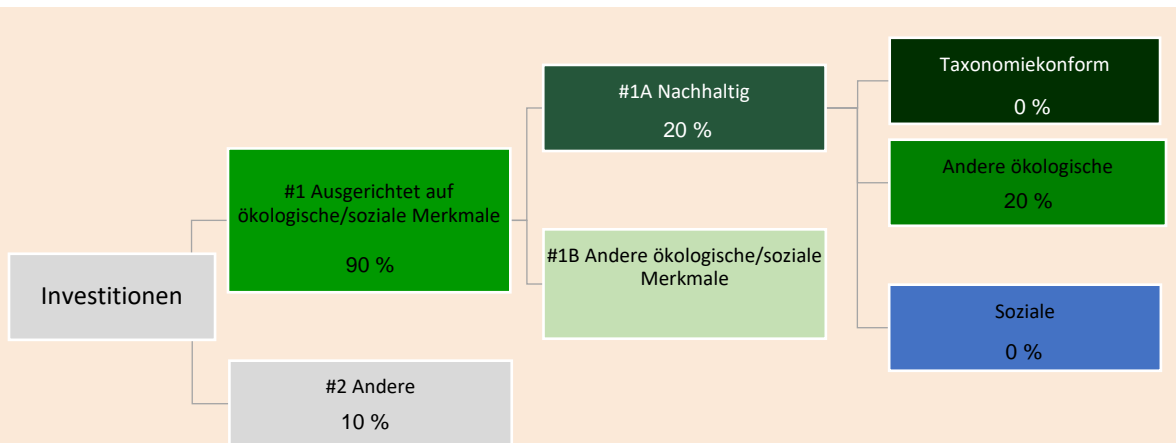 Investitionen
#1 Ausgerichtet auf
ökologische/soziale Merkmale
90 %
#2 Andere
10 %
#1A Nachhaltig
20 %
#1B Andere ökologische/soziale
Merkmale
Taxonomiekonform
0 %
Andere ökologische
20 %
Soziale
0 %